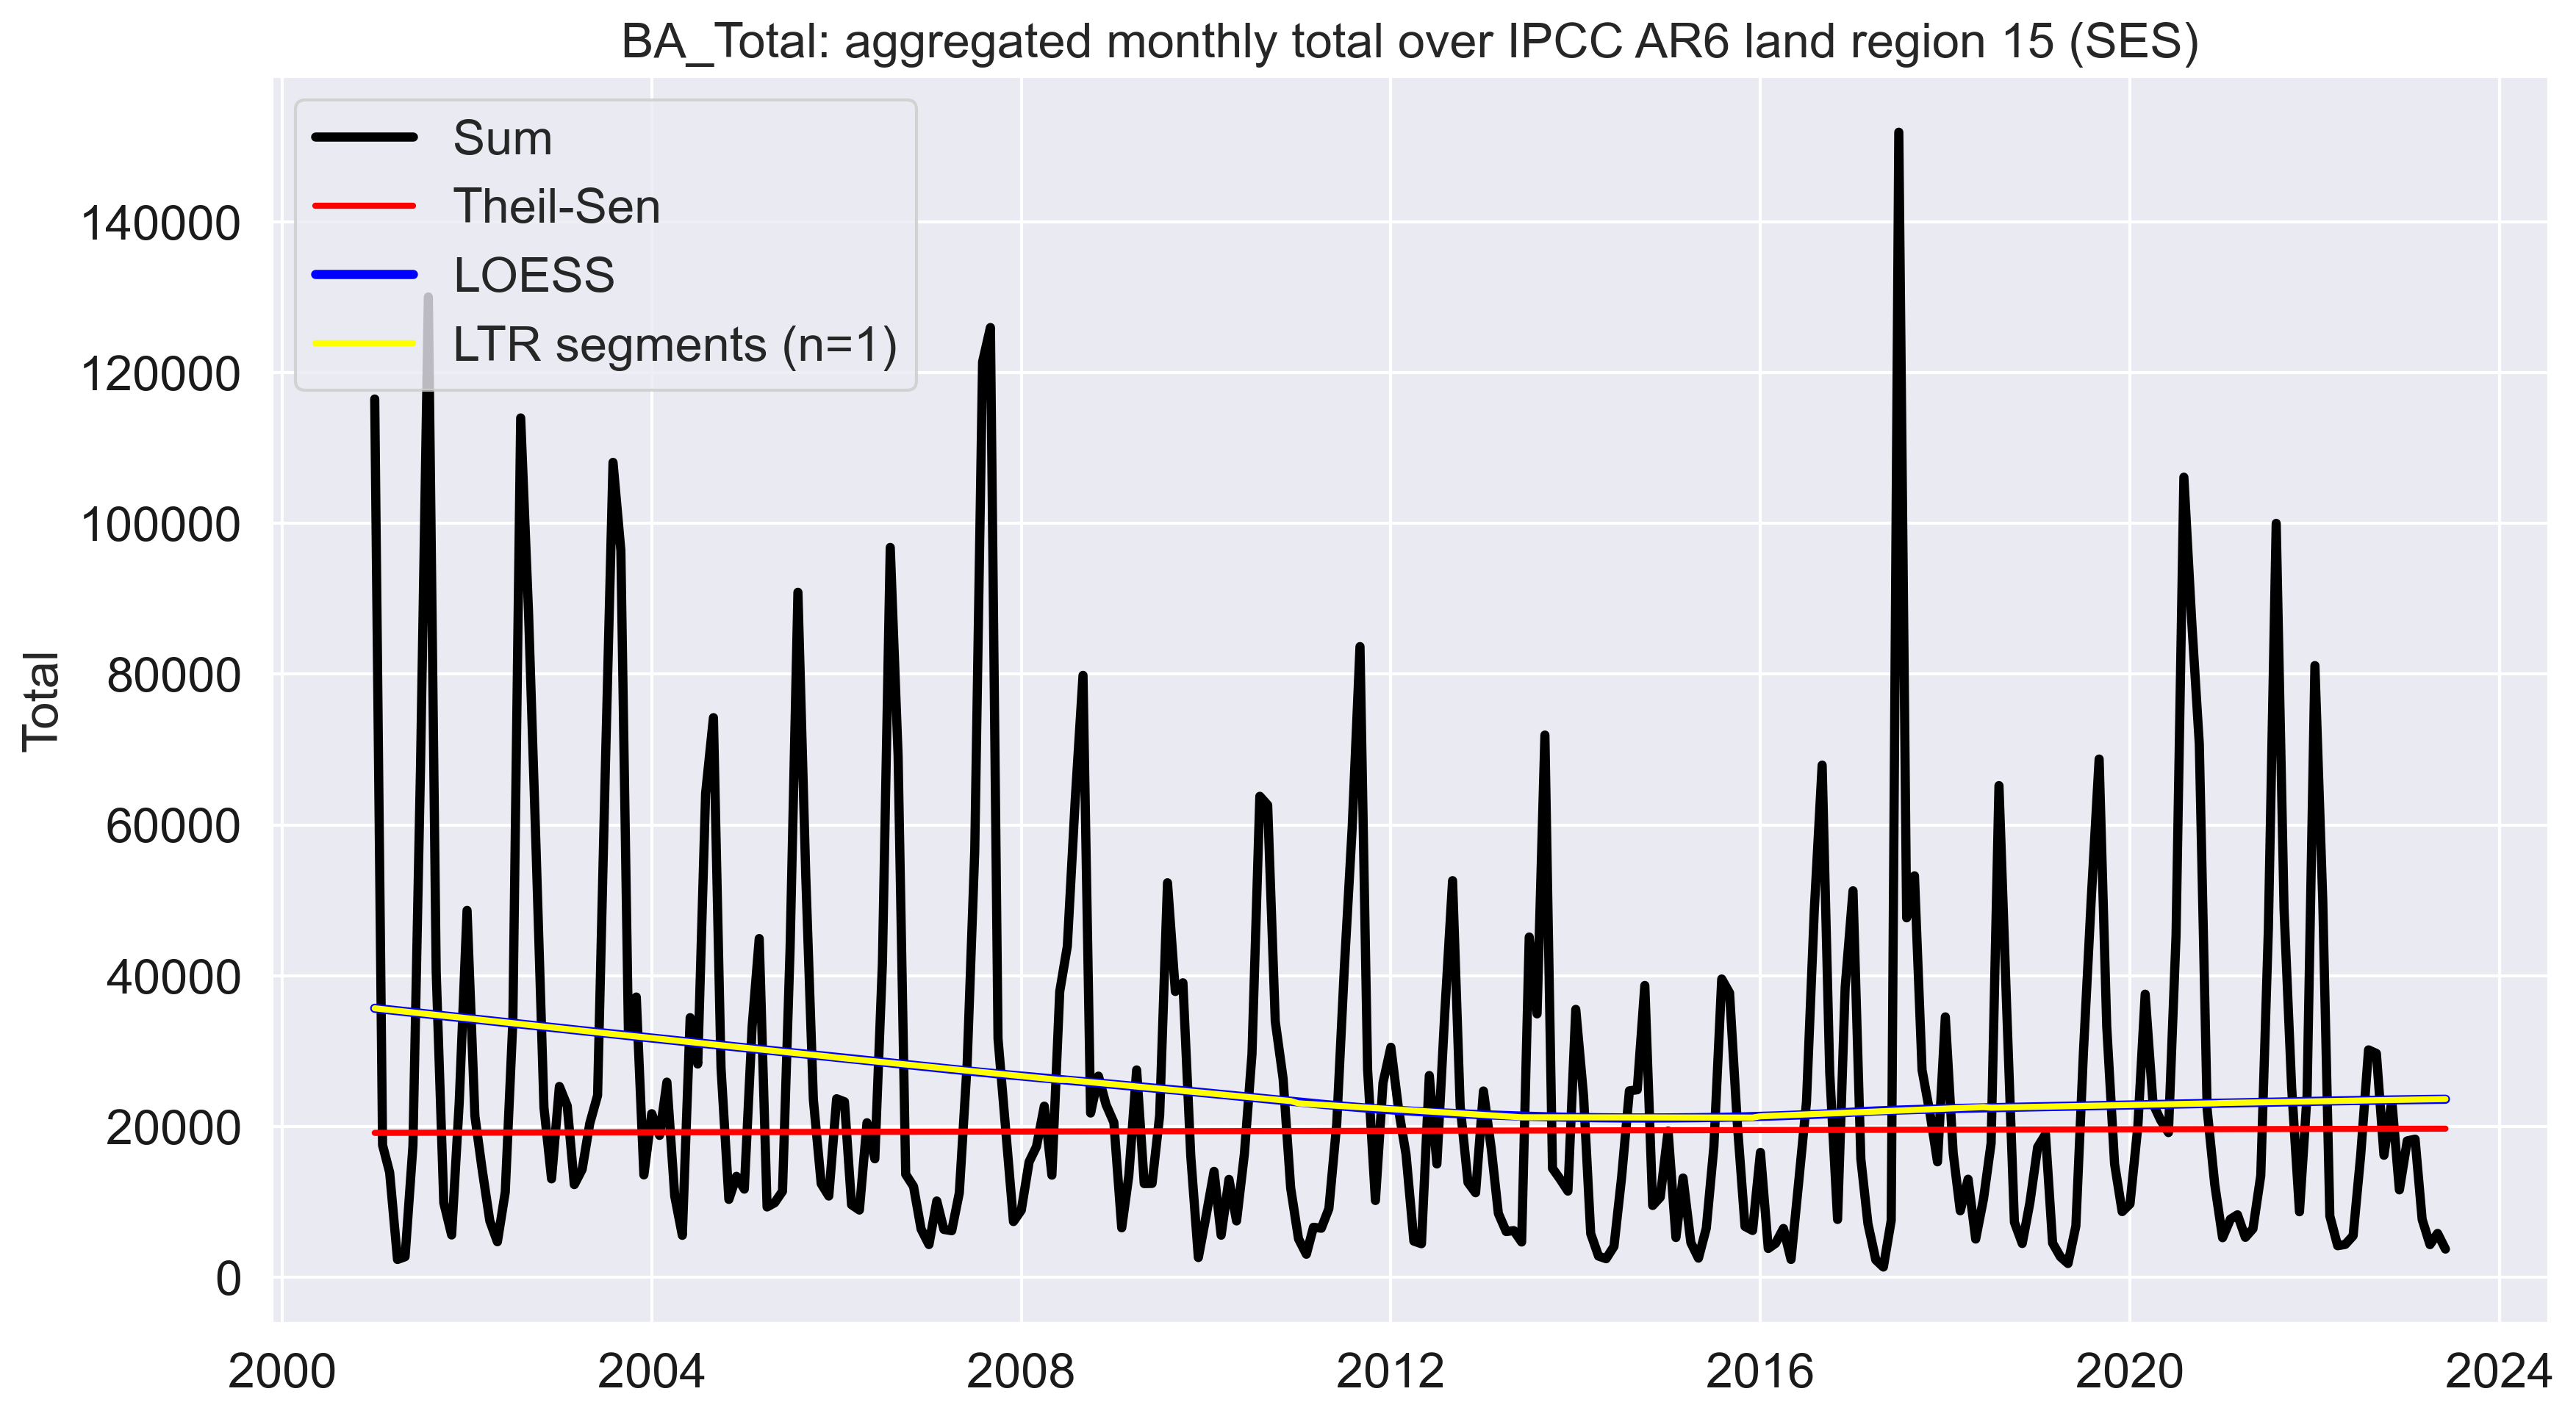 BA_Total: aggregated monthly total over IPCC AR6 land region 15 (SES)
Sum
Theil-Sen
LOESS
LTR segments (n=1)
Total
140000
120000
100000
80000
60000
40000
20000
0
2000 2004 2008 2012 2016 2020 2024